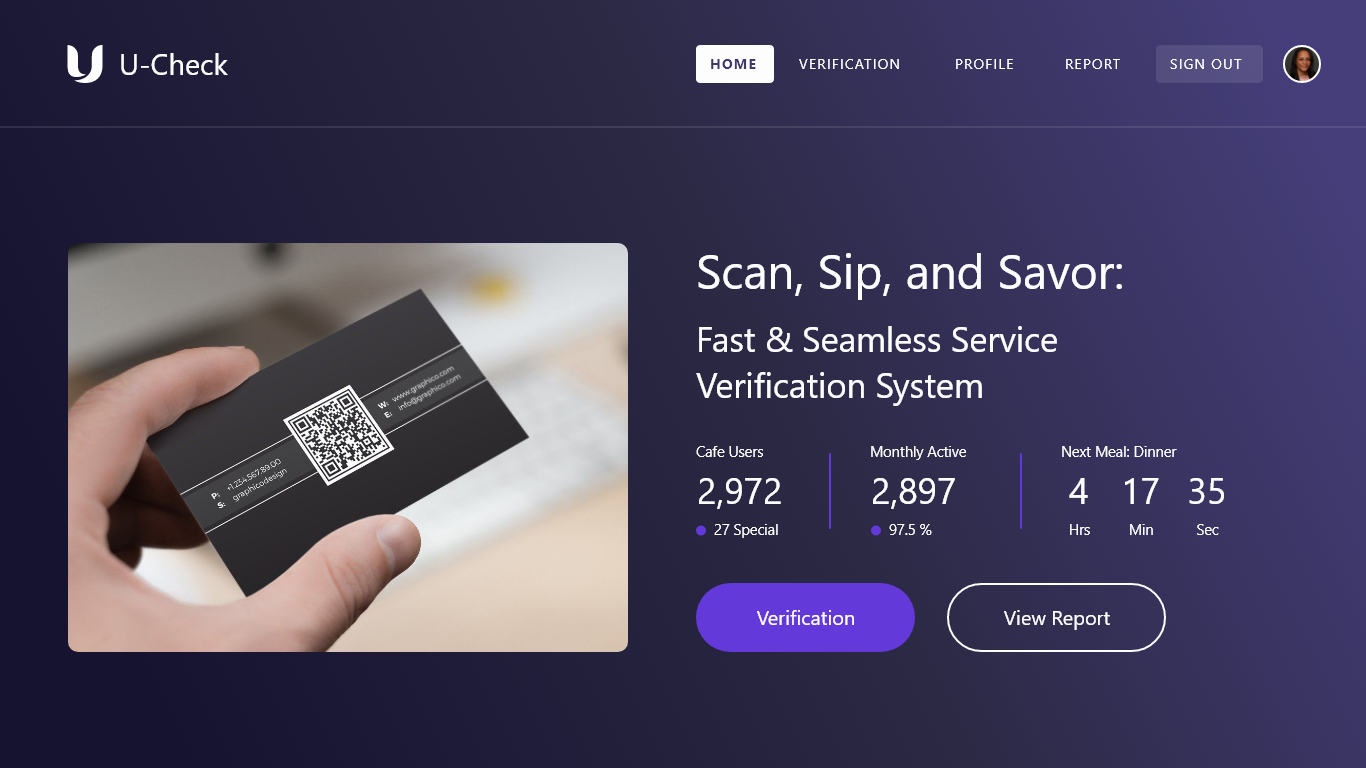 U-Check
HOME
VERIFICATION
PROFILE
REPORT
SIGN OUT
Scan, Sip, and Savor:
Fast & Seamless Service
Verification System
Cafe Users
2,972
27 Special
Monthly Active
2,897
97.5 %
Next Meal: Dinner
4 17 35
Hrs Min Sec
Verification
View Report
W: www.graphico.com
E: info@graphico.com
P: +1.234.567.89.00
S: graphicodesign